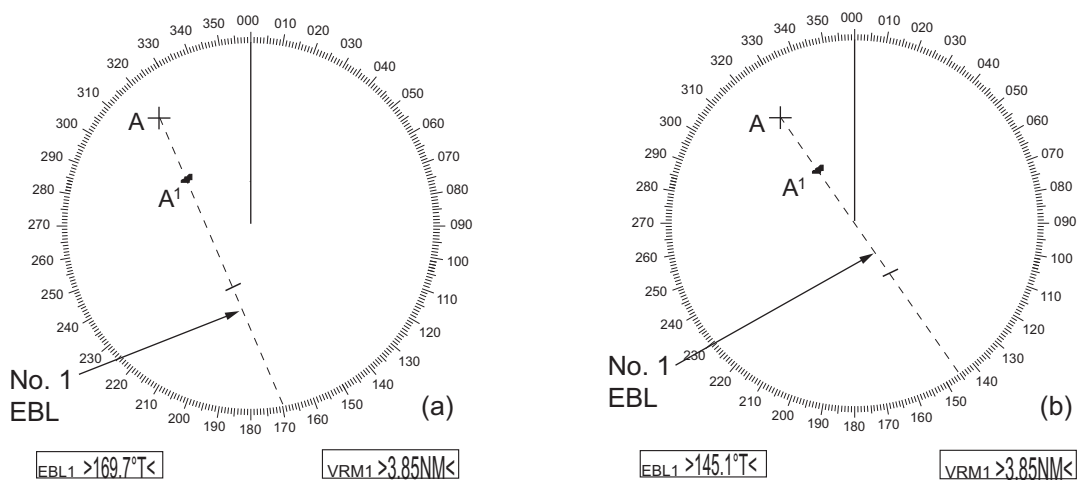 000
350 010
340 020
330 030
320 040
310 050
300 060
290 070
280 080
270 090
260 100
250 110
240 120
230 130
220 140
210 150
200 160
190 180 170
A
A¹
No. 1
EBL
(a)
EBL1 >169.7°T<
VRM1 >3.85NM<
000
350 010
340 020
330 030
320 040
310 050
300 060
290 070
280 080
270 090
260 100
250 110
240 120
230 130
220 140
210 150
200 160
190 180 170
A
A¹
No. 1
EBL
(b)
EBL1 >145.1°T<
VRM1 >3.85NM<